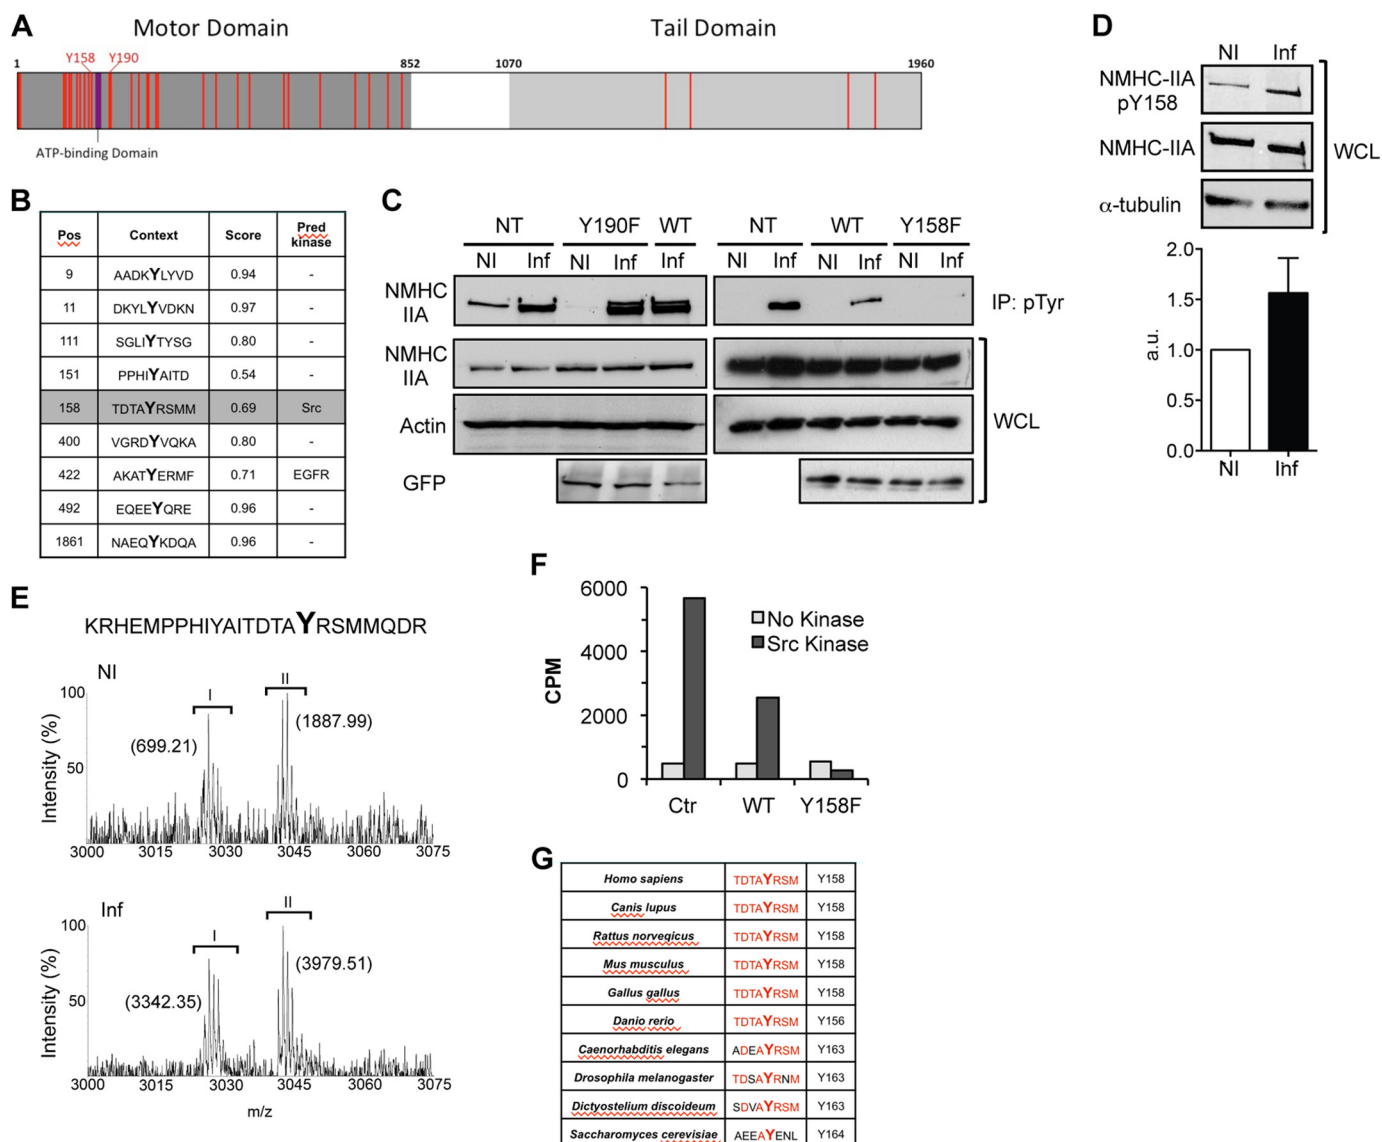 A
Motor Domain
Tail Domain
Y158
Y190
1
852
1070
1960
ATP-binding Domain
B
Pos Context Score Pred kinase
9 AADKYLYVD 0.94 -
11 DKYLYVDKN 0.97 -
111 SGLIYTYSG 0.80 -
151 PPHIYAITD 0.54 -
158 TDTAYRSMM 0.69 Src
400 VGRDYVQKA 0.80 -
422 AKATYERMF 0.71 EGFR
492 EQEEYQRE 0.96 -
1861 NAEQYKDQA 0.96 -
C
NT Y190F WT NT WT Y158F
NI Inf NI Inf Inf NI Inf NI Inf NI Inf
NMHC IIA
IP: pTyr
NMHC IIA
Actin
WCL
GFP
D
NI Inf
NMHC-IIA pY158
NMHC-IIA
WCL
α-tubulin
2.0
1.5
1.0
0.5
0.0
a.u.
NI Inf
E
KRHEMPPHIYAITDTAYRSMMQDR
NI
I
II
(699.21)
(1887.99)
100
50
Intensity (%)
3000 3015 3030 3045 3060 3075
Inf
I
II
(3342.35)
(3979.51)
100
50
Intensity (%)
3000 3015 3030 3045 3060 3075
m/z
F
6000
4000
2000
0
CPM
No Kinase
Src Kinase
Ctr WT Y158F
G
Homo sapiens TDTAYRSM Y158
Canis lupus TDTAYRSM Y158
Rattus norveqicus TDTAYRSM Y158
Mus musculus TDTAYRSM Y158
Gallus gallus TDTAYRSM Y158
Danio rerio TDTAYRSM Y156
Caenorhabditis elegans ADEAYRSM Y163
Drosophila melanogaster TDSAYRNM Y163
Dictyostelium discoideum SDVAYRSM Y163
Saccharomyces cerevisiae AEEAYENL Y164